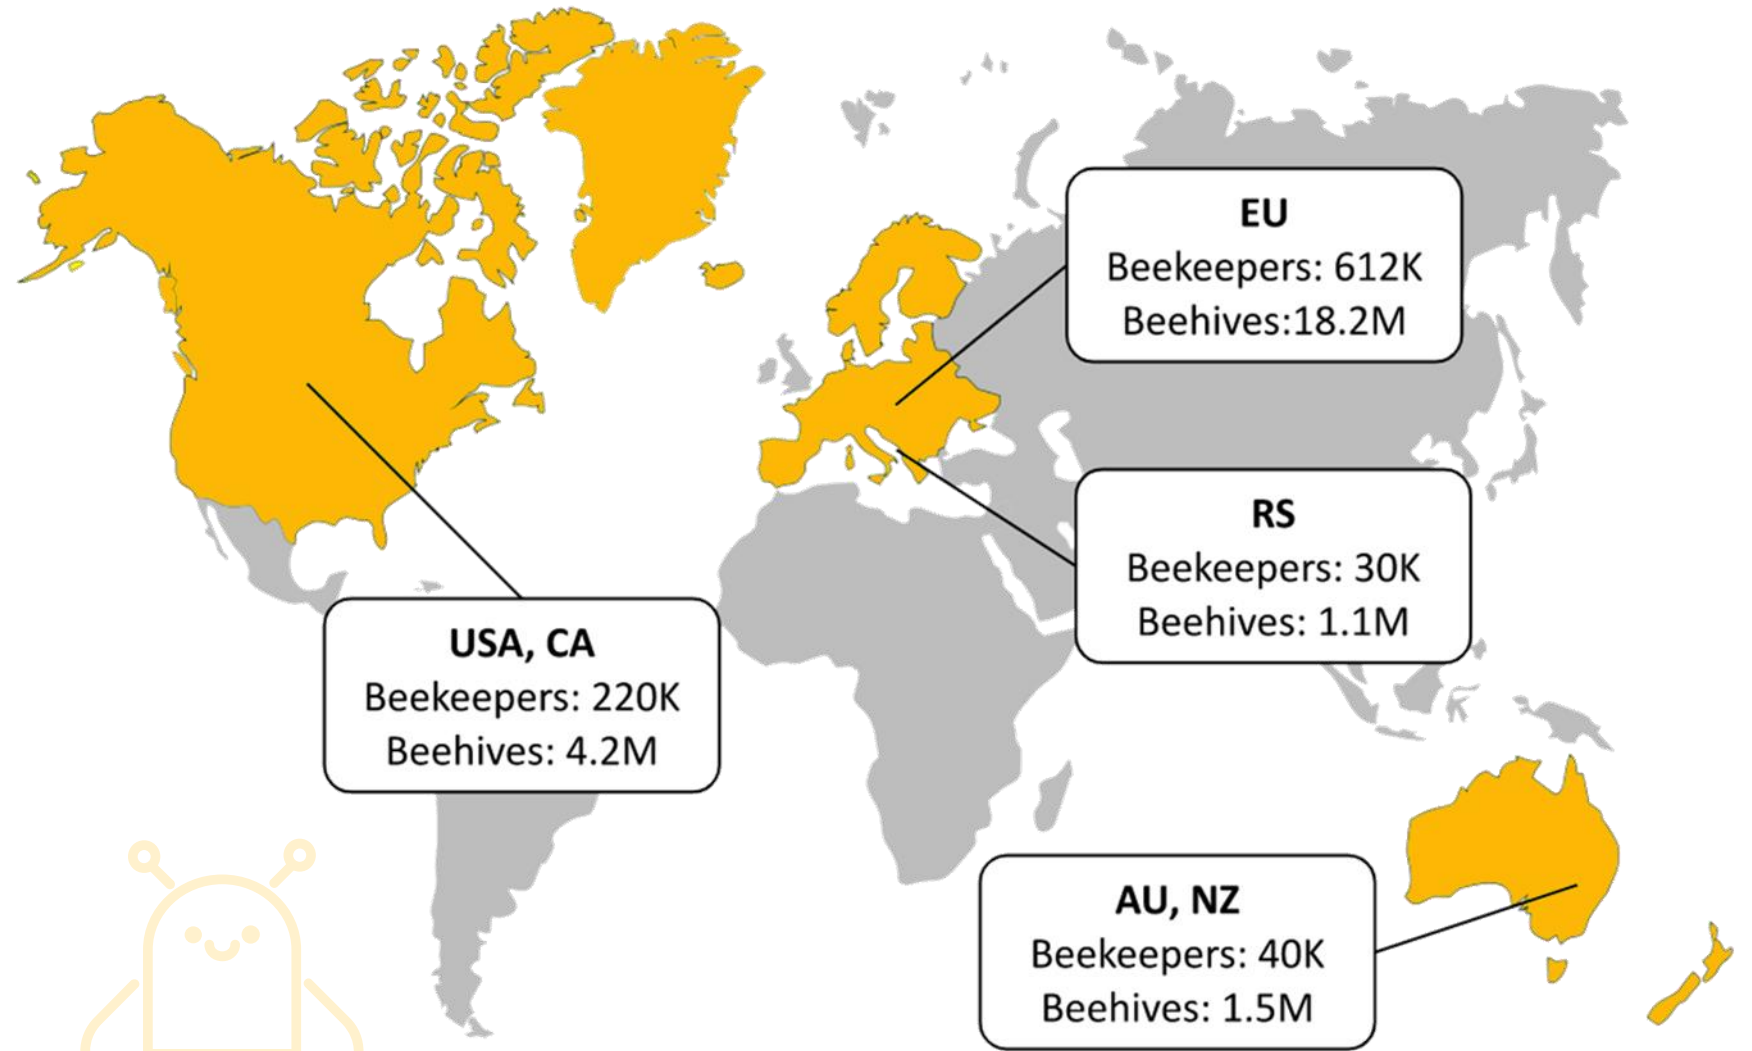 EU
Beekeepers: 612K
Beehives:18.2M
RS
Beekeepers: 30K
Beehives: 1.1M
USA, CA
Beekeepers: 220K
Beehives: 4.2M
AU, NZ
Beekeepers: 40K
Beehives: 1.5M